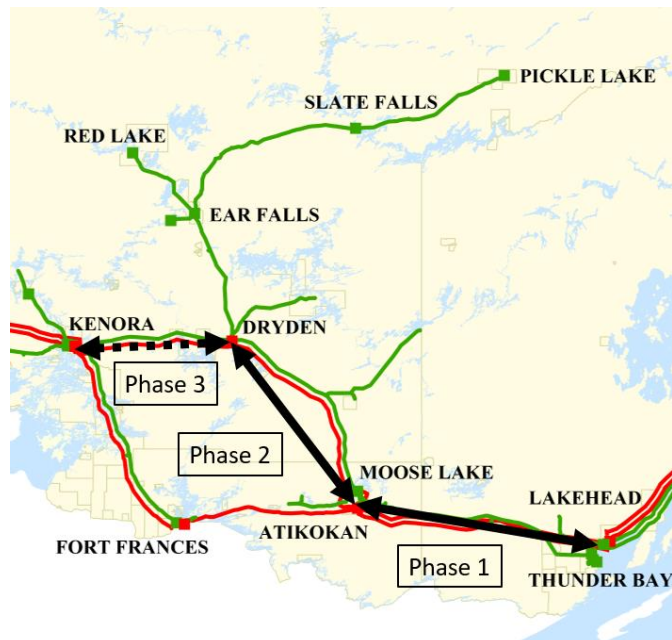 PICKLE LAKE
SLATE FALLS
RED LAKE
EAR FALLS
KENORA
DRYDEN
Phase 3
Phase 2
MOOSE LAKE
LAKEHEAD
ATIKOKAN
FORT FRANCES
Phase 1
THUNDER BAY